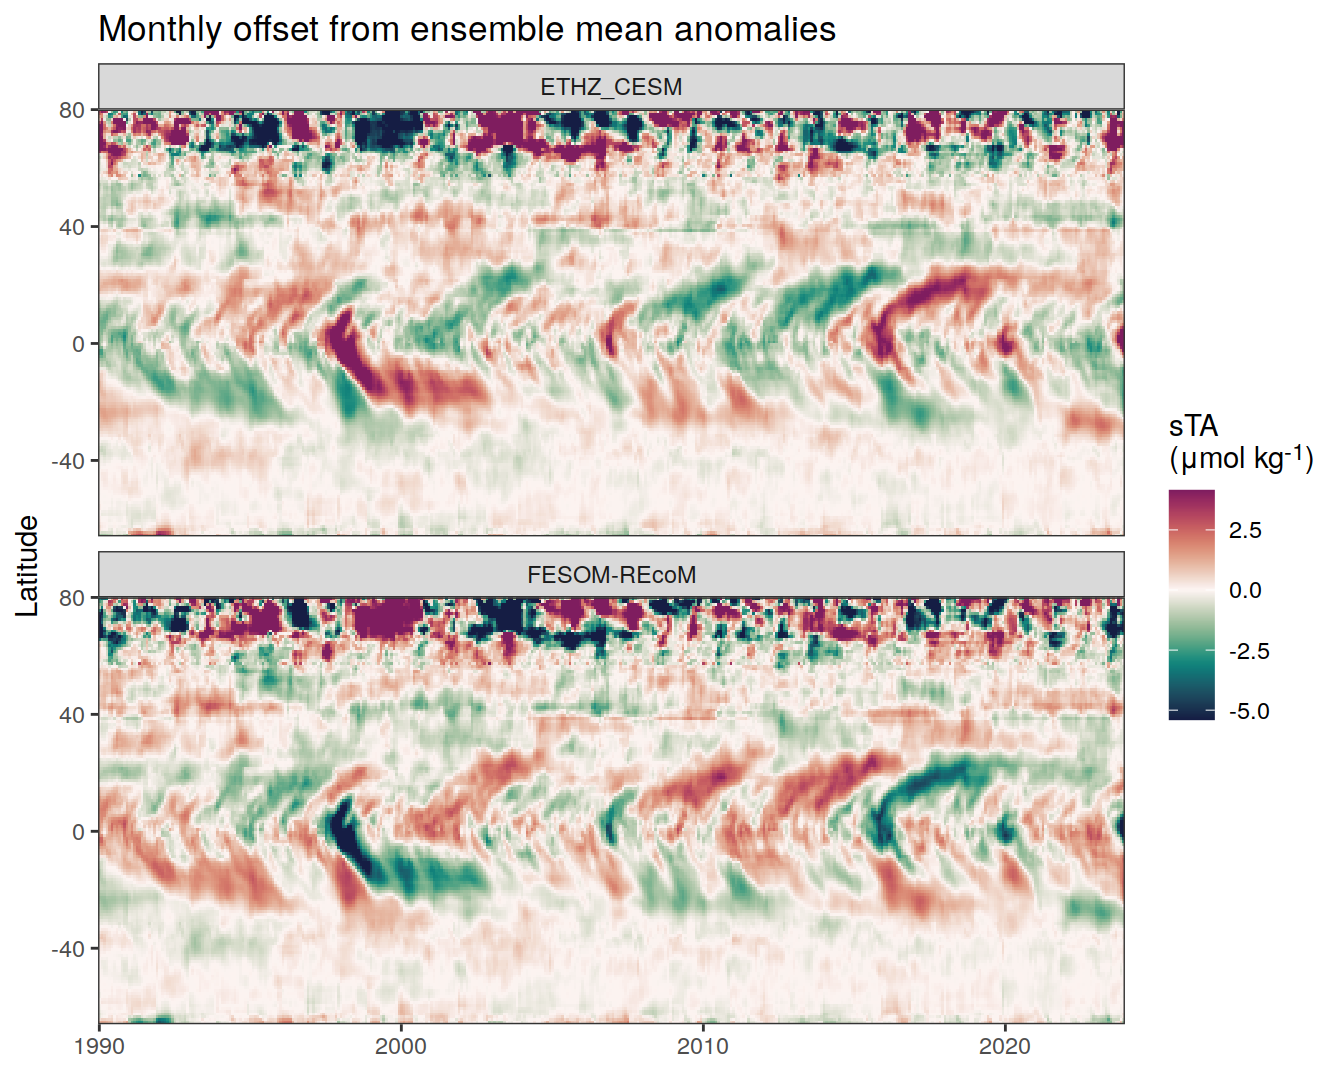 Monthly offset from ensemble mean anomalies
ETHZ_CESM
80
40
0
-40
Latitude
FESOM-REcoM
80
40
0
-40
1990 2000 2010 2020
sTA
(μmol kg⁻¹)
2.5
0.0
-2.5
-5.0